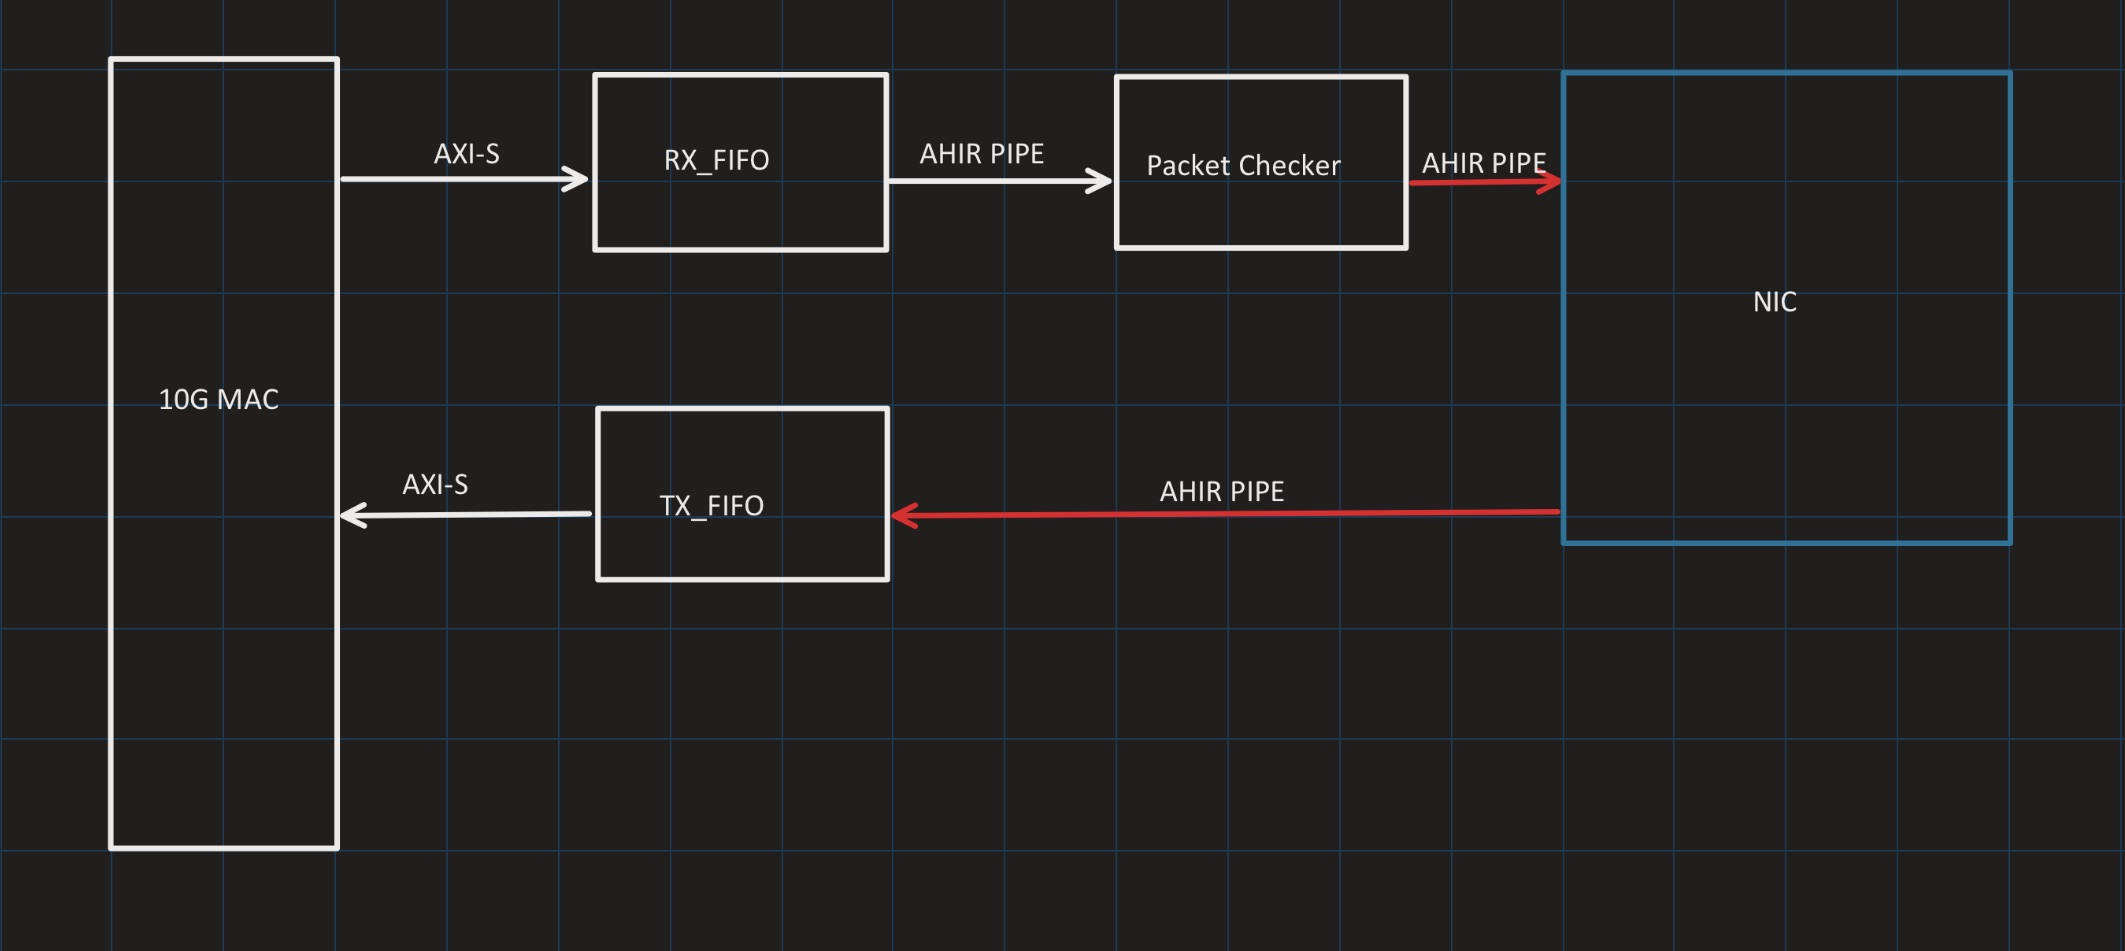 AXI-S
RX_FIFO
AHIR PIPE
Packet Checker
AHIR PIPE
NIC
10G MAC
AXI-S
TX_FIFO
AHIR PIPE